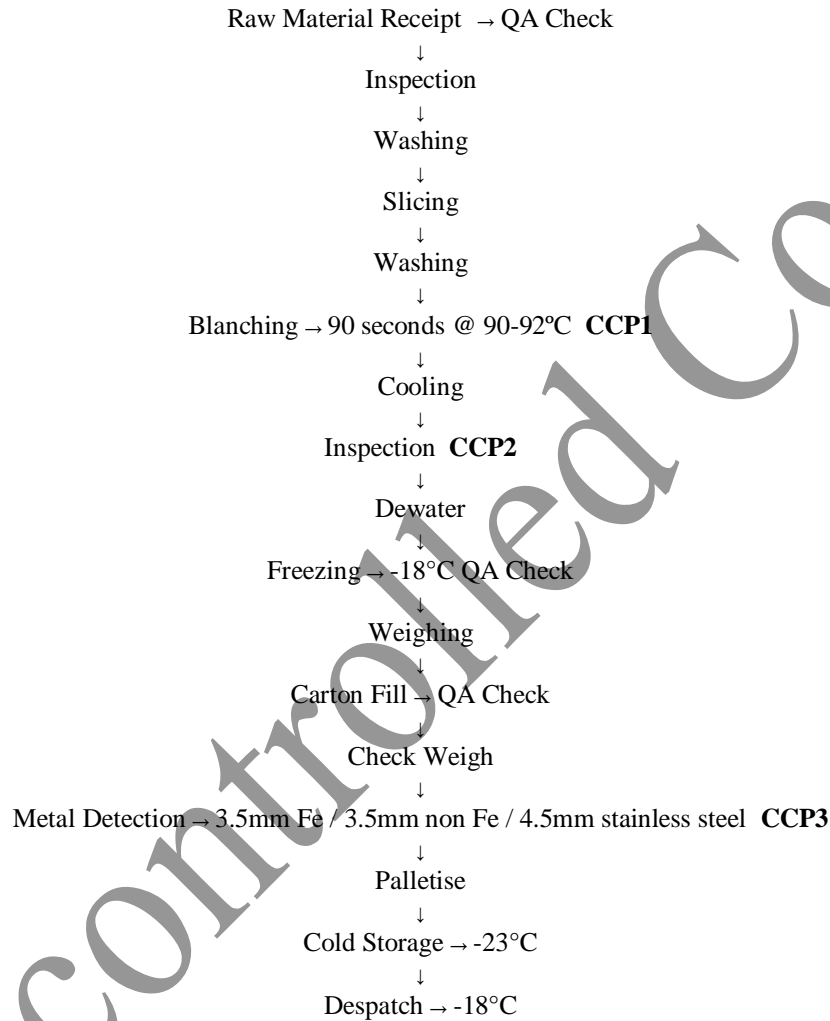 Raw Material Receipt → QA Check
↓
Inspection
↓
Washing
↓
Slicing
↓
Washing
↓
Blanching → 90 seconds @ 90-92ºC CCP1
↓
Cooling
↓
Inspection CCP2
↓
Dewater
↓
Freezing → -18°C QA Check
↓
Weighing
↓
Carton Fill → QA Check
↓
Check Weigh
↓
Metal Detection → 3.5mm Fe / 3.5mm non Fe / 4.5mm stainless steel CCP3
↓
Palletise
↓
Cold Storage → -23°C
↓
Despatch → -18°C
controlled Co